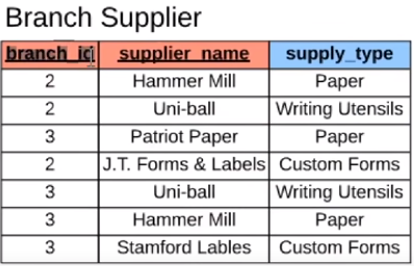 Branch Supplier
branch_id supplier_name supply_type
2 Hammer Mill Paper
2 Uni-ball Writing Utensils
3 Patriot Paper Paper
2 J.T. Forms & Labels Custom Forms
3 Uni-ball Writing Utensils
3 Hammer Mill Paper
3 Stamford Lables Custom Forms